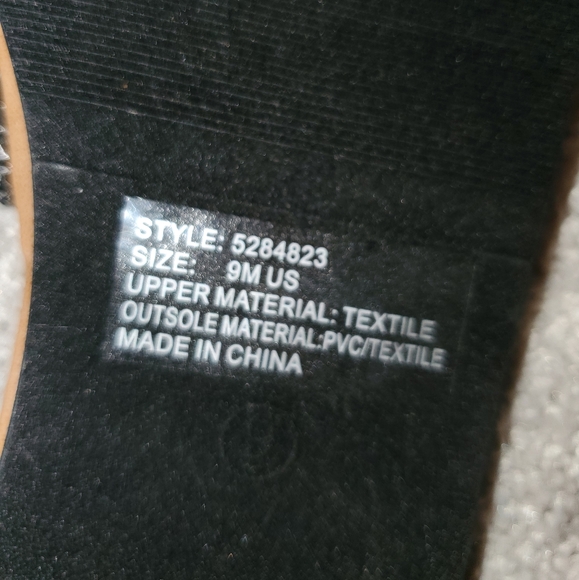 STYLE: 5284823
SIZE: 9M US
UPPER MATERIAL: TEXTILE
OUTSOLE MATERIAL:PVC/TEXTILE
MADE IN CHINA